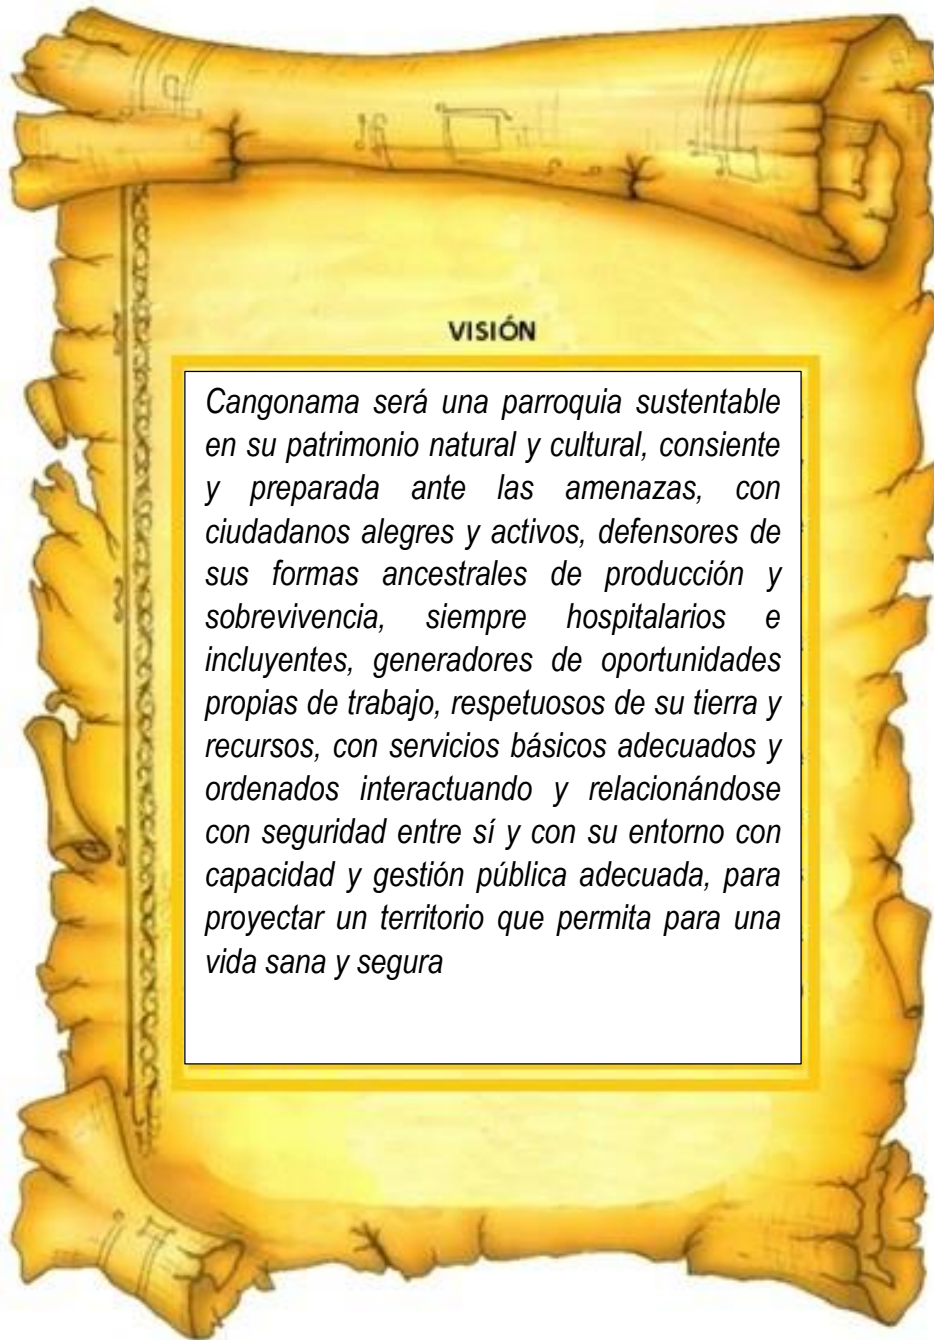 VISIÓN
Cangonama será una parroquia sustentable
en su patrimonio natural y cultural, consiente
y preparada ante las amenazas, con
ciudadanos alegres y activos, defensores de
sus formas ancestrales de producción y
sobrevivencia, siempre hospitalarios e
incluyentes, generadores de oportunidades
propias de trabajo, respetuosos de su tierra y
recursos, con servicios básicos adecuados y
ordenados interactuando y relacionándose
con seguridad entre sí y con su entorno con
capacidad y gestión pública adecuada, para
proyectar un territorio que permita para una
vida sana y segura